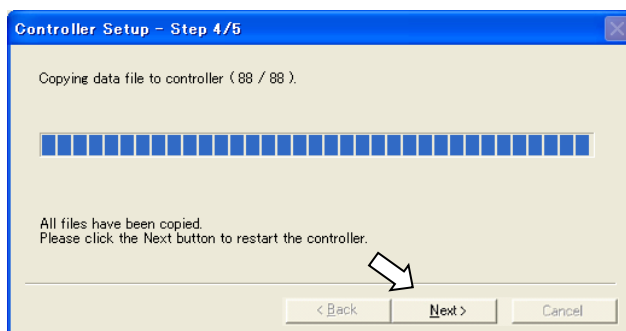 Controller Setup - Step 4/5
Copying data file to controller ( 88 / 88 ).
All files have been copied.
Please click the Next button to restart the controller.
< Back
Next >
Cancel